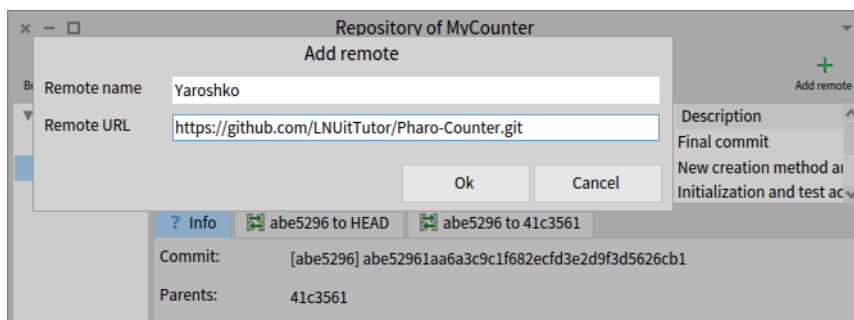 Repository of MyCounter
Add remote
Remote name
Yaroshko
Add remote
Remote URL
https://github.com/LNUitTutor/Pharo-Counter.git
Description
Final commit
New creation method
Ok
Cancel
Initialization and test
? Info
abe5296 to HEAD
abe5296 to 41c3561
Commit:
[abe5296] abe52961aa6a3c9c1f682ecfd3e2d9f3d5626cb1
Parents:
41c3561